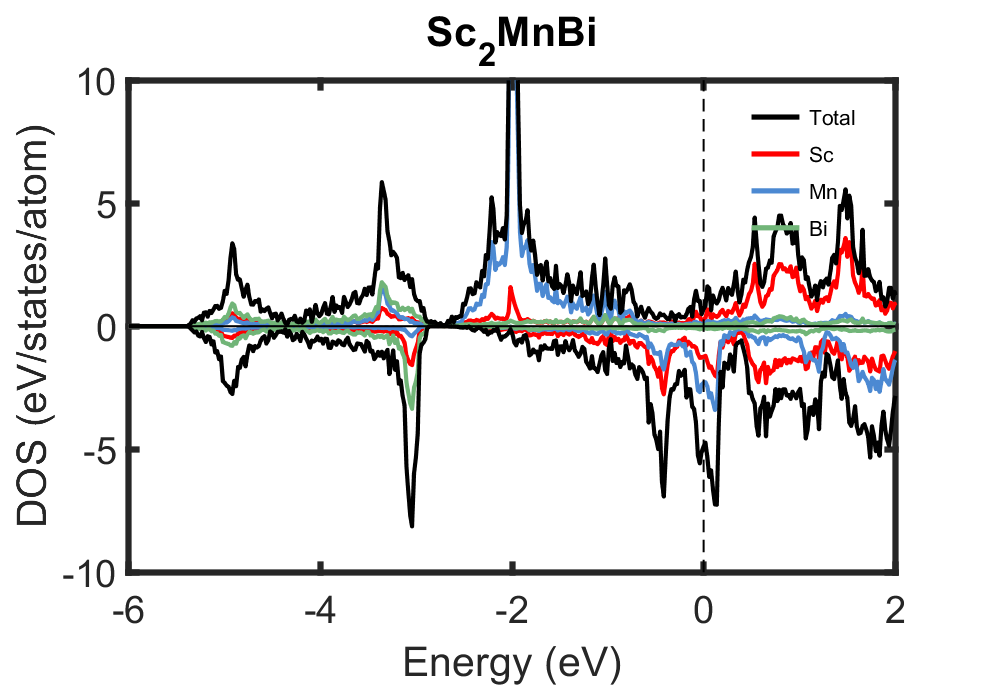 Sc₂MnBi
DOS (eV/states/atom)
10
5
0
-5
-10
Total
Sc
Mn
Bi
-6 -4 -2 0 2
Energy (eV)